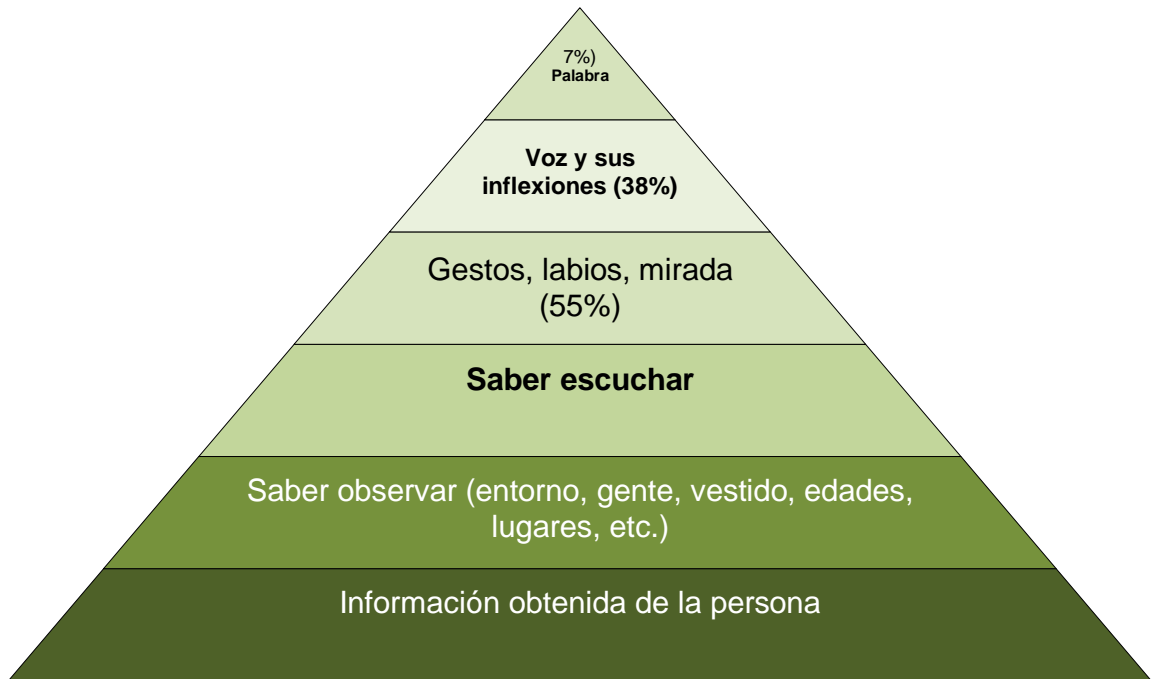 7%)
Palabra
Voz y sus
inflexiones (38%)
Gestos, labios, mirada
(55%)
Saber escuchar
Saber observar (entorno, gente, vestido, edades,
lugares, etc.)
Información obtenida de la persona